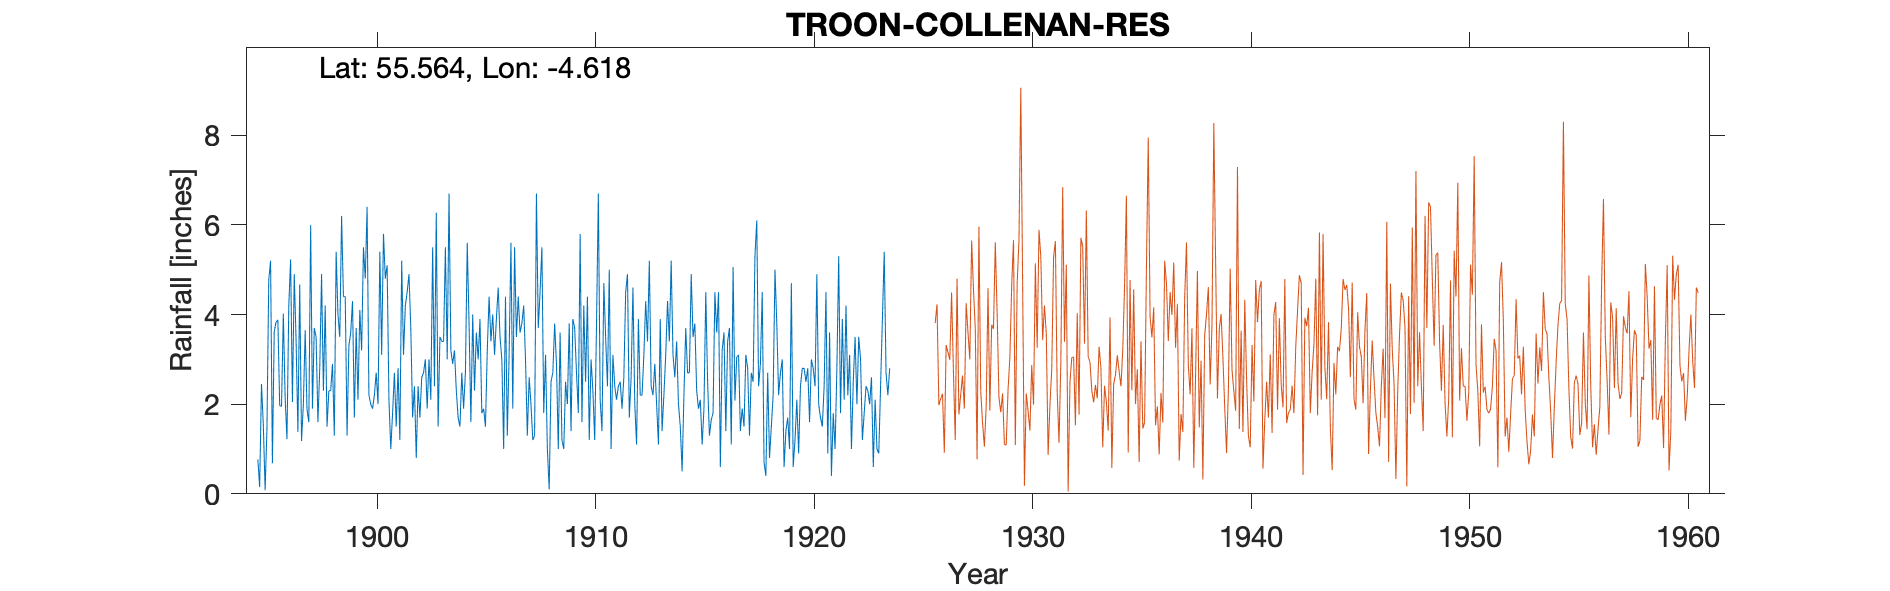 TROON-COLLENAN-RES
Lat: 55.564, Lon: -4.618
Rainfall [inches]
8
6
4
2
0
1900 1910 1920 1930 1940 1950 1960
Year